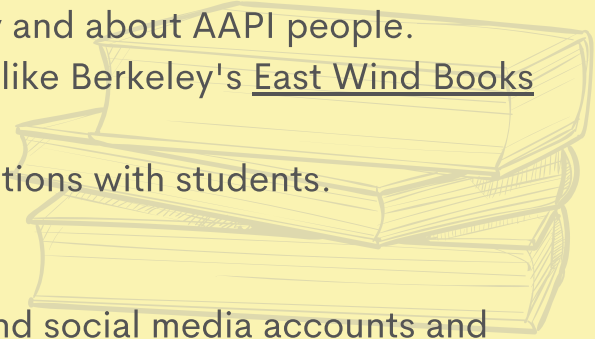 y and about AAPI people.
like Berkeley's East Wind Books
tions with students.
nd social media accounts and